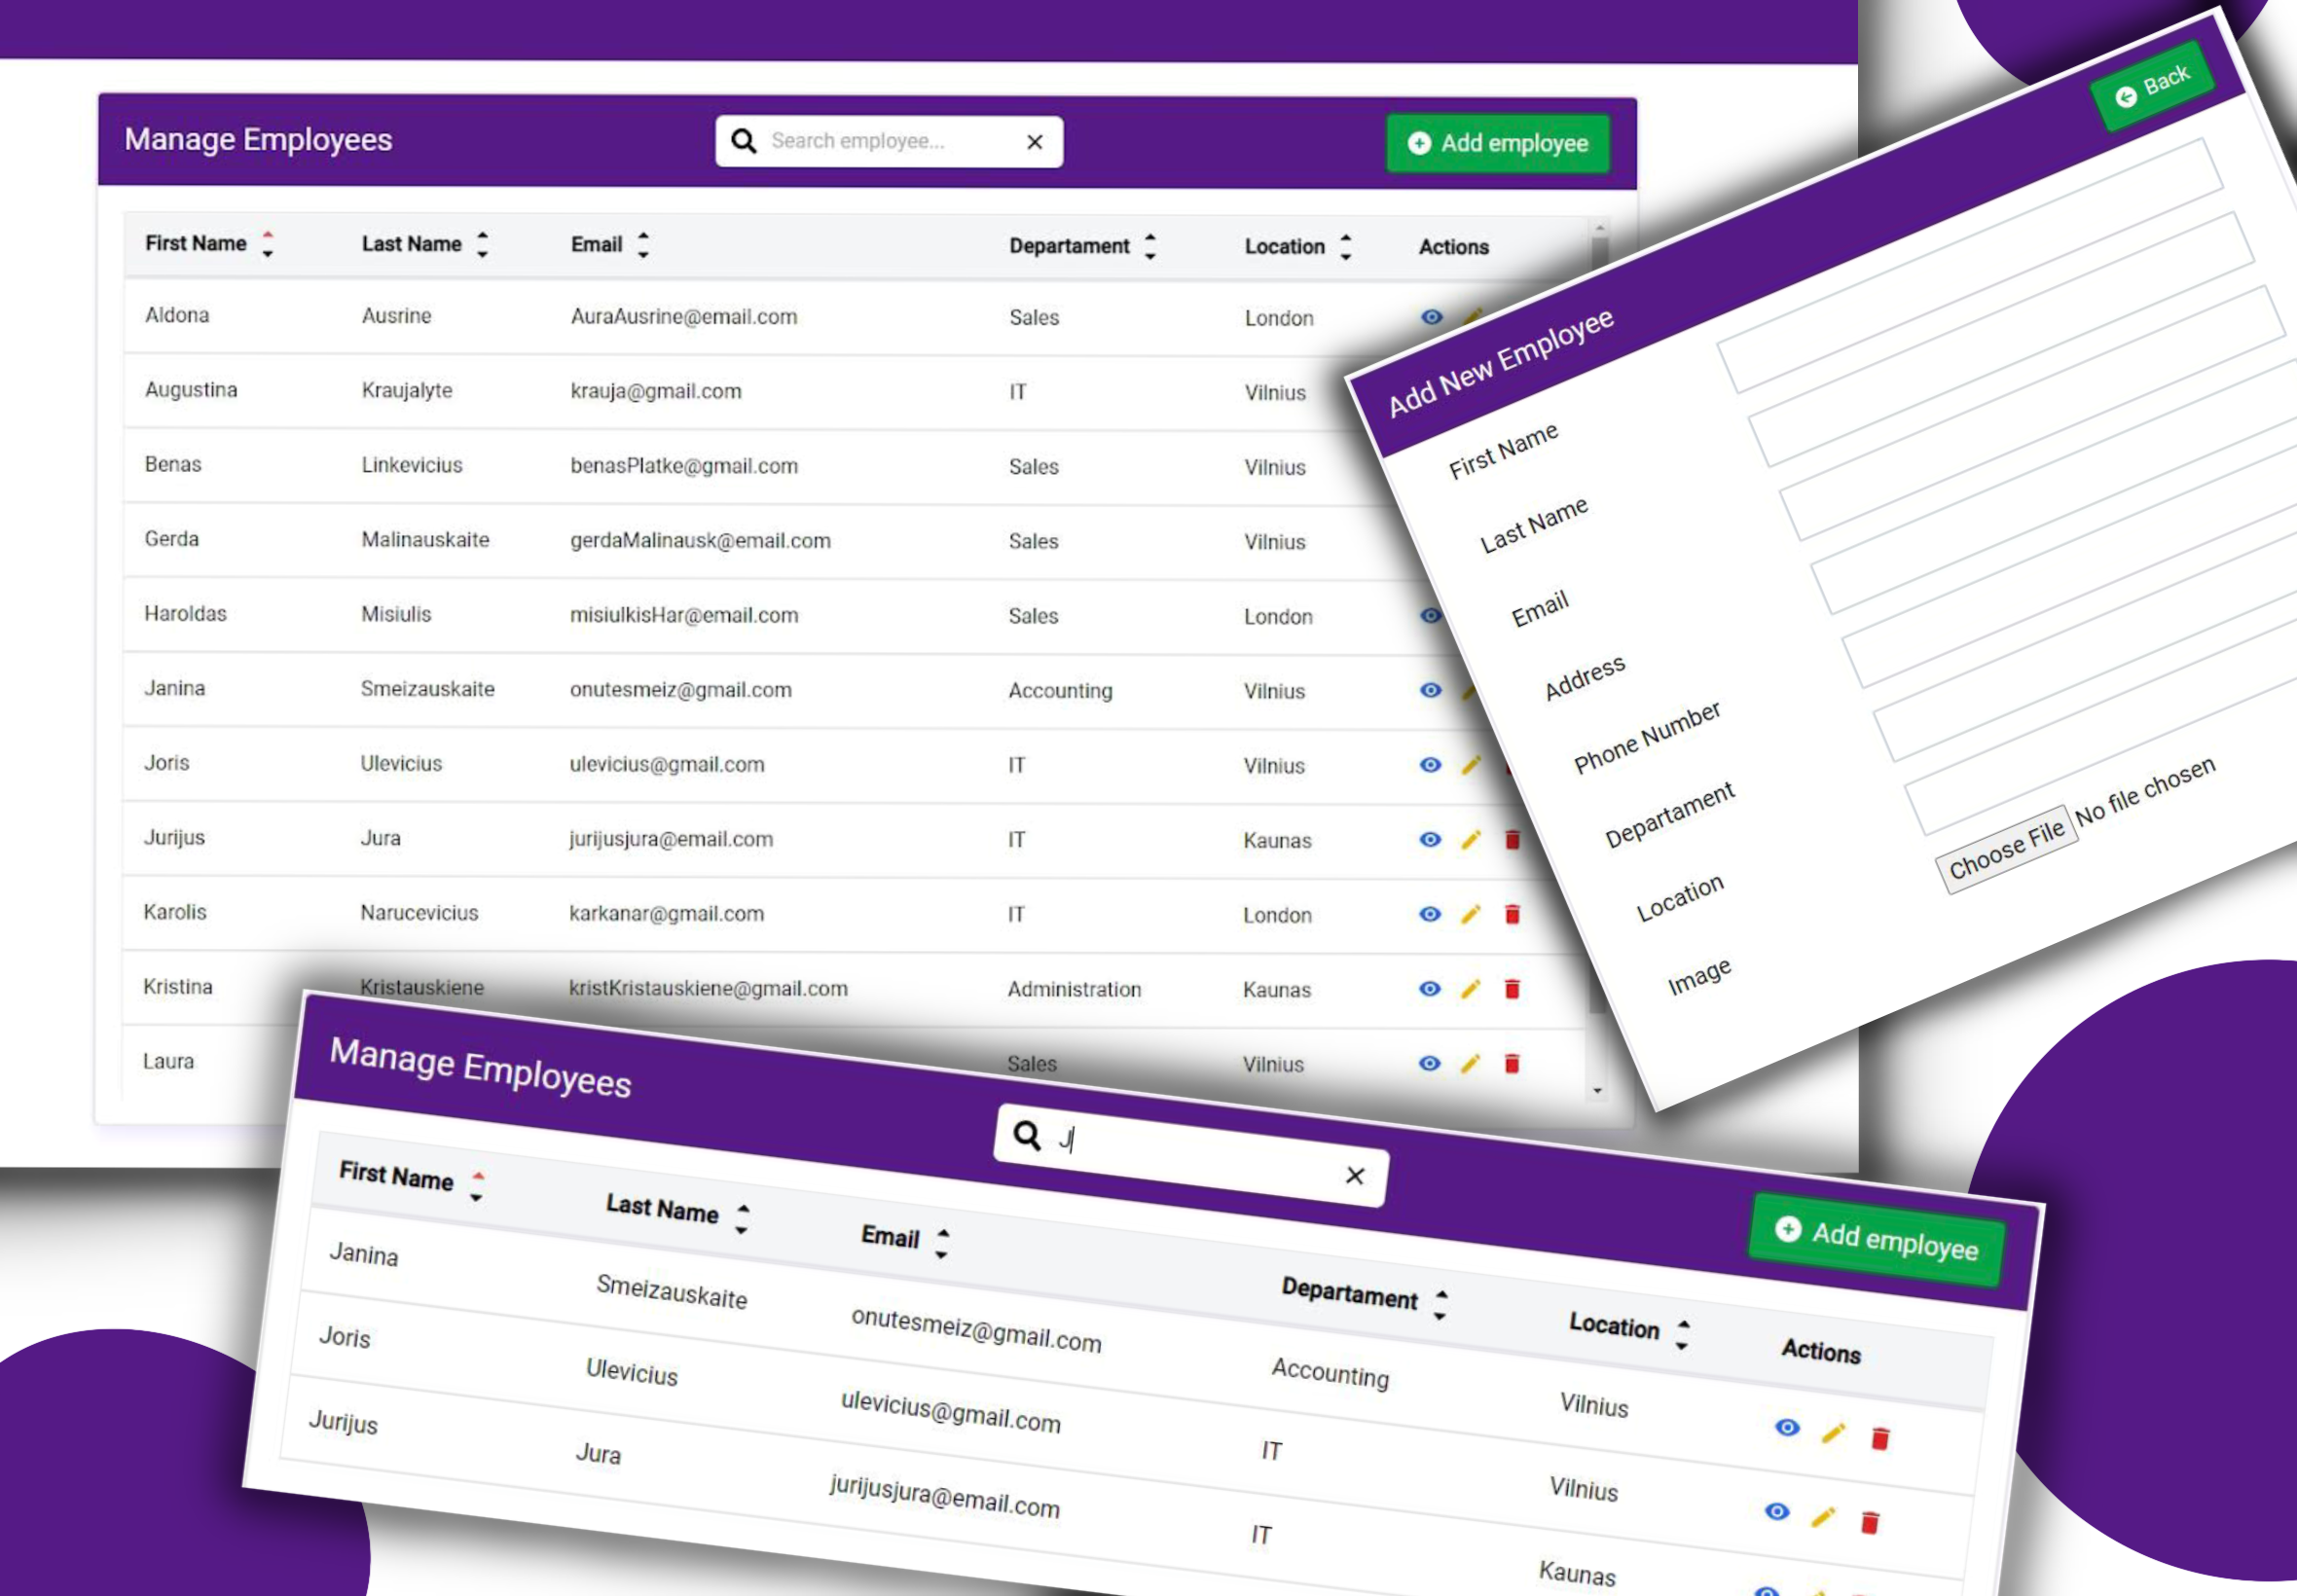 Manage Employees Search employee... Add employee
First Name Last Name Email Departament Location Actions
Aldona Ausrine AuraAusrine@email.com Sales London
Augustina Kraujalyte krauja@gmail.com IT Vilnius
Benas Linkevicius benasPlatke@gmail.com Sales Vilnius
Gerda Malinauskaite gerdaMalinausk@email.com Sales Vilnius
Haroldas Misiulis misiulkisHar@email.com Sales London
Janina Smeizauskaite onutesmeiz@gmail.com Accounting Vilnius
Joris Ulevicius ulevicius@gmail.com IT Vilnius
Jurijus Jura jurijusjura@email.com IT Kaunas
Karolis Narucevicius karkanar@gmail.com IT London
Kristina Kristauskiene kristKristauskiene@gmail.com Administration Kaunas
Laura Sales Vilnius
Add New Employee Back
First Name
Last Name
Email
Address
Phone Number
Departament
Location
Image Choose File No file chosen
Manage Employees J Add employee
First Name Last Name Email Departament Location Actions
Janina Smeizauskaite onutesmeiz@gmail.com Accounting Vilnius
Joris Ulevicius ulevicius@gmail.com IT Vilnius
Jurijus Jura jurijusjura@email.com IT Kaunas